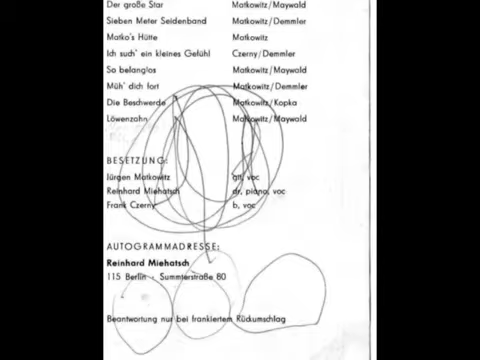 Der große Star Matkowitz/Maywald
Sieben Meter Seidenband Matkowitz/Demmler
Matko's Hütte Matkowitz
Ich such' ein kleines Gefühl Czerny/Demmler
So belanglos Matkowitz/Maywald
Müh' dich fort Matkowitz/Demmler
Die Beschwerde Matkowitz/Kopka
Löwenzahn Matkowitz/Maywald
BESETZUNG:
Jürgen Matkowitz git, voc
Reinhard Miehatsch dr, piano, voc
Frank Czerny b, voc
AUTOGRAMMADRESSE:
Reinhard Miehatsch
115 Berlin - Summterstraße 80
Beantwortung nur bei frankiertem Rückumschlag